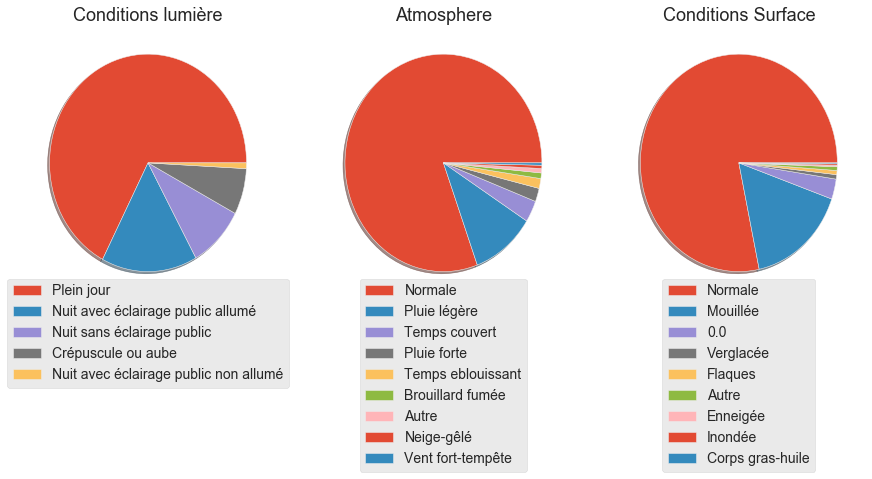 Conditions lumière
Plein jour
Nuit avec éclairage public allumé
Nuit sans éclairage public
Crépuscule ou aube
Nuit avec éclairage public non allumé
Atmosphere
Normale
Pluie légère
Temps couvert
Pluie forte
Temps eblouissant
Brouillard fumée
Autre
Neige-gêlé
Vent fort-tempête
Conditions Surface
Normale
Mouillée
0.0
Verglacée
Flaques
Autre
Enneigée
Inondée
Corps gras-huile